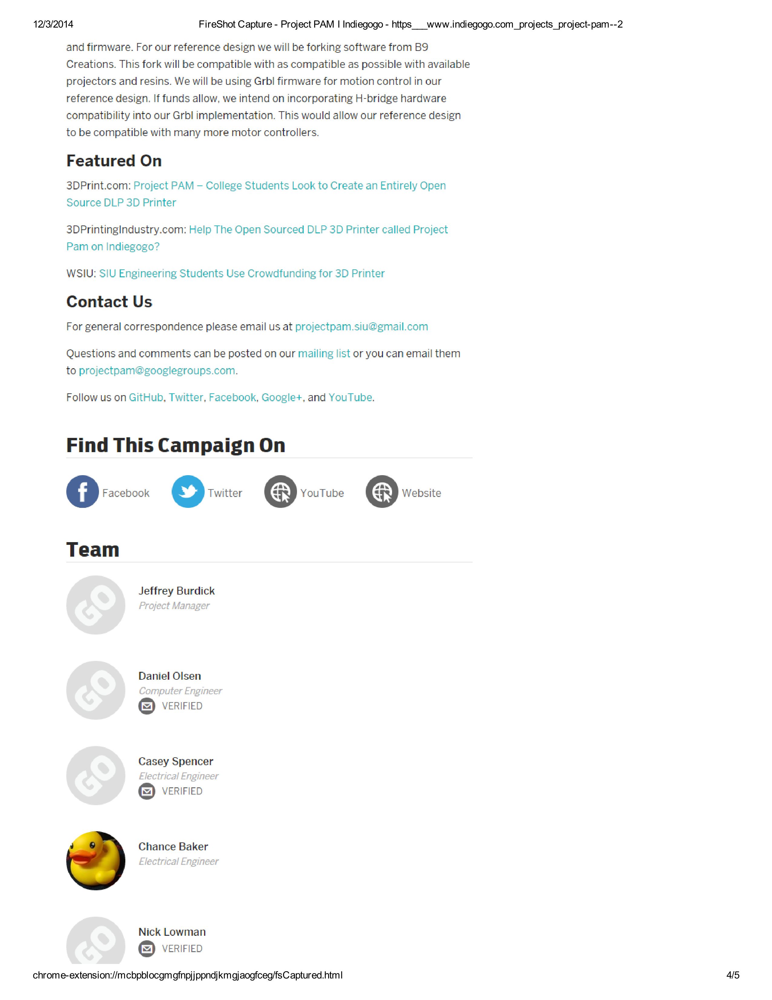 12/3/2014 FireShot Capture - Project PAM I Indiegogo - https___www.indiegogo.com_projects_project-pam--2
and firmware. For our reference design we will be forking software from B9
Creations. This fork will be compatible with as compatible as possible with available
projectors and resins. We will be using Grbl firmware for motion control in our
reference design. If funds allow, we intend on incorporating H-bridge hardware
compatibility into our Grbl implementation. This would allow our reference design
to be compatible with many more motor controllers.
Featured On
3DPrint.com: Project PAM – College Students Look to Create an Entirely Open
Source DLP 3D Printer
3DPrintingIndustry.com: Help The Open Sourced DLP 3D Printer called Project
Pam on Indiegogo?
WSIU: SIU Engineering Students Use Crowdfunding for 3D Printer
Contact Us
For general correspondence please email us at projectpam.siu@gmail.com
Questions and comments can be posted on our mailing list or you can email them
to projectpam@googlegroups.com.
Follow us on GitHub, Twitter, Facebook, Google+, and YouTube.
Find This Campaign On
f Facebook Twitter YouTube Website
Team
GO
Jeffrey Burdick
Project Manager
GO
Daniel Olsen
Computer Engineer
VERIFIED
GO
Casey Spencer
Electrical Engineer
VERIFIED
Chance Baker
Electrical Engineer
GO
Nick Lowman
VERIFIED
chrome-extension://mcbpblocgmgfnpjjppndjkmgjaogfceg/fsCaptured.html 4/5